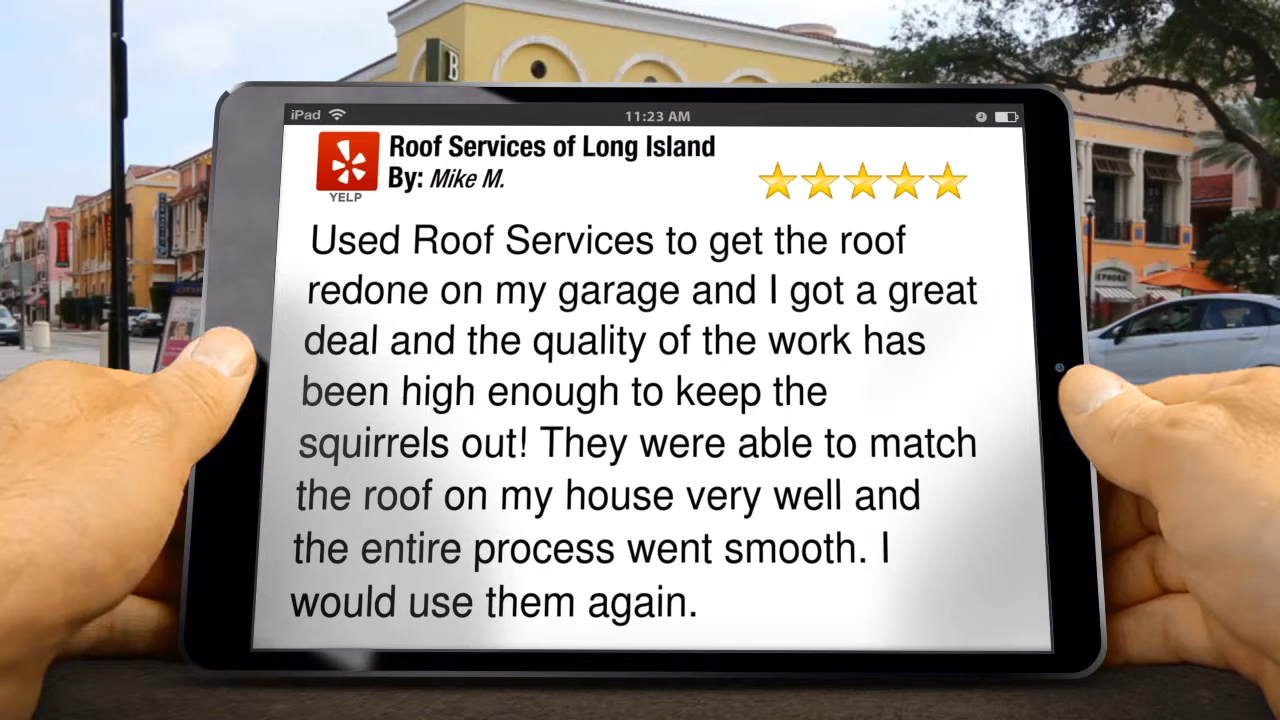 iPad 11:23 AM
Roof Services of Long Island
By: Mike M.
YELP
Used Roof Services to get the roof
redone on my garage and I got a great
deal and the quality of the work has
been high enough to keep the
squirrels out! They were able to match
the roof on my house very well and
the entire process went smooth. I
would use them again.
B
SEPHORA